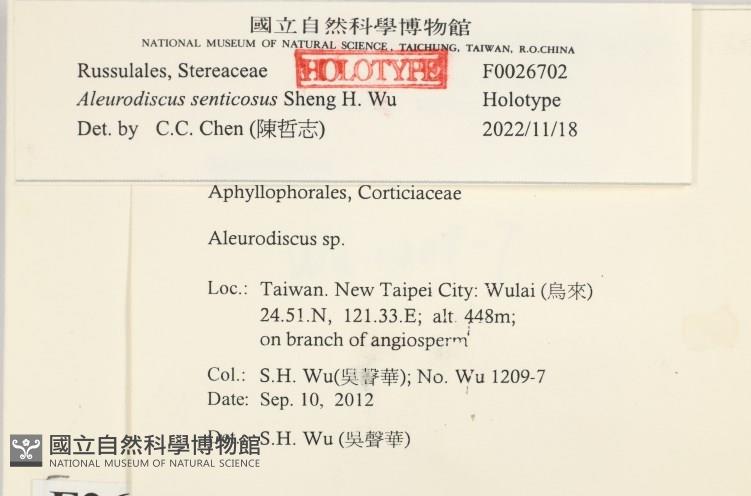 國立自然科學博物館
NATIONAL MUSEUM OF NATURAL SCIENCE, TAICHUNG, TAIWAN, R.O.CHINA
Russulales, Stereaceae HOLOTYPE F0026702
Aleurodiscus senticosus Sheng H. Wu Holotype
Det. by C.C. Chen (陳哲志) 2022/11/18
Aphyllophorales, Corticiaceae
Aleurodiscus sp.
Loc.: Taiwan. New Taipei City: Wulai (烏來)
24.51.N, 121.33.E; alt. 448m;
on branch of angiosperm
Col.: S.H. Wu(吳聲華); No. Wu 1209-7
Date: Sep. 10, 2012
Det.: S.H. Wu (吳聲華)
國立自然科學博物館
NATIONAL MUSEUM OF NATURAL SCIENCE